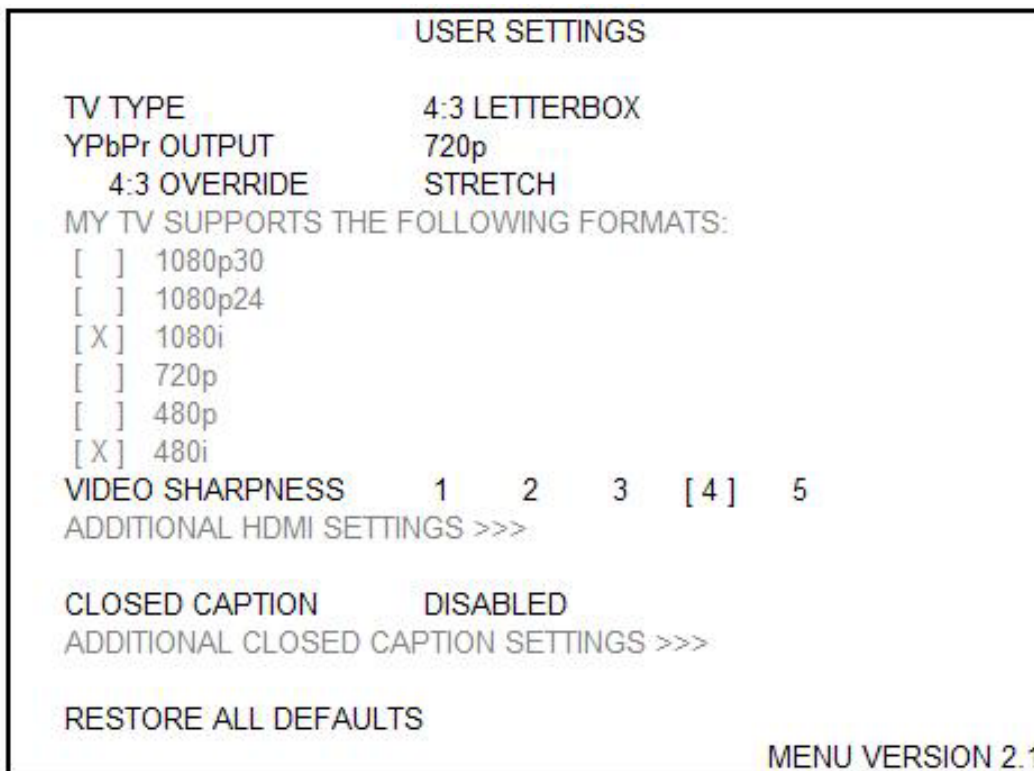 USER SETTINGS
TV TYPE 4:3 LETTERBOX
YPbPr OUTPUT 720p
4:3 OVERRIDE STRETCH
MY TV SUPPORTS THE FOLLOWING FORMATS:
[ ] 1080p30
[ ] 1080p24
[ X ] 1080i
[ ] 720p
[ ] 480p
[ X ] 480i
VIDEO SHARPNESS 1 2 3 [ 4 ] 5
ADDITIONAL HDMI SETTINGS >>>
CLOSED CAPTION DISABLED
ADDITIONAL CLOSED CAPTION SETTINGS >>>
RESTORE ALL DEFAULTS
MENU VERSION 2.1